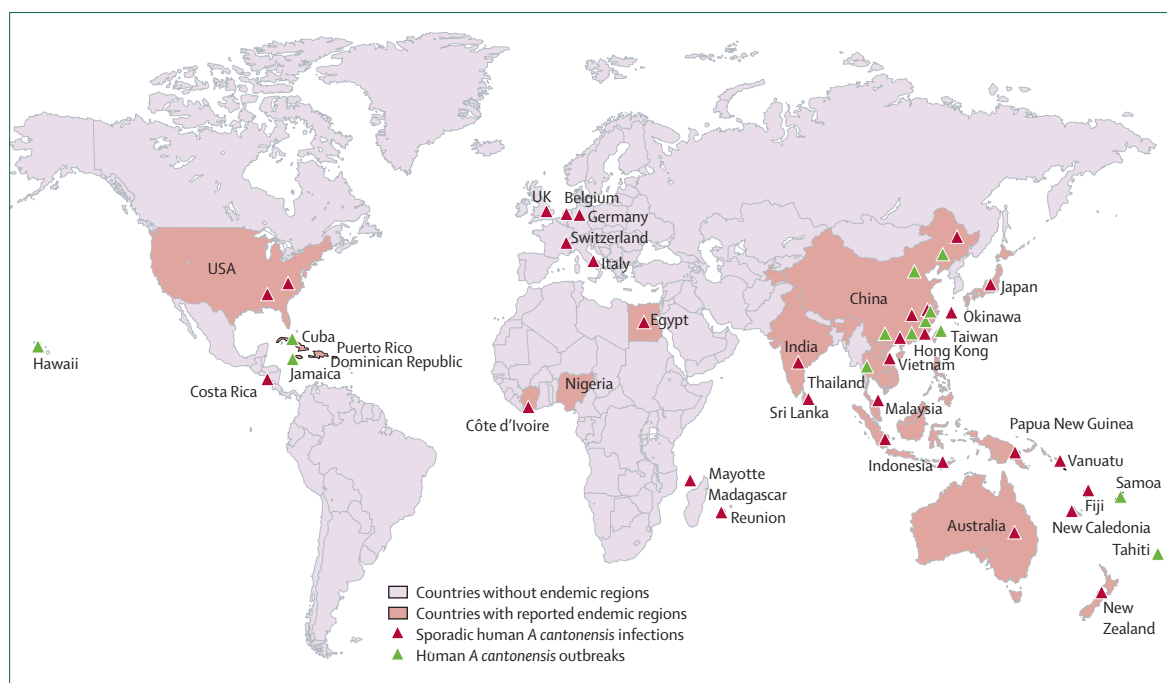 UK
Belgium
Germany
Switzerland
Italy
USA
China
Japan
Okinawa
Taiwan
Hong Kong
Vietnam
India
Thailand
Sri Lanka
Malaysia
Egypt
Nigeria
Côte d'Ivoire
Cuba
Puerto Rico
Dominican Republic
Jamaica
Hawaii
Costa Rica
Papua New Guinea
Indonesia
Vanuatu
Samoa
Fiji
New Caledonia
Tahiti
Mayotte
Madagascar
Reunion
Australia
New
Zealand
Countries without endemic regions
Countries with reported endemic regions
Sporadic human A cantonensis infections
Human A cantonensis outbreaks